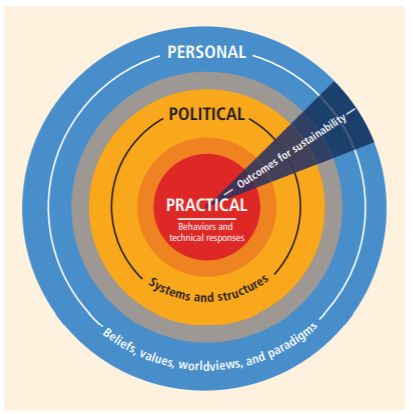 PERSONAL
POLITICAL
Outcomes for sustainability
PRACTICAL
Behaviors and
technical responses
Systems and structures
Beliefs, values, worldviews, and paradigms